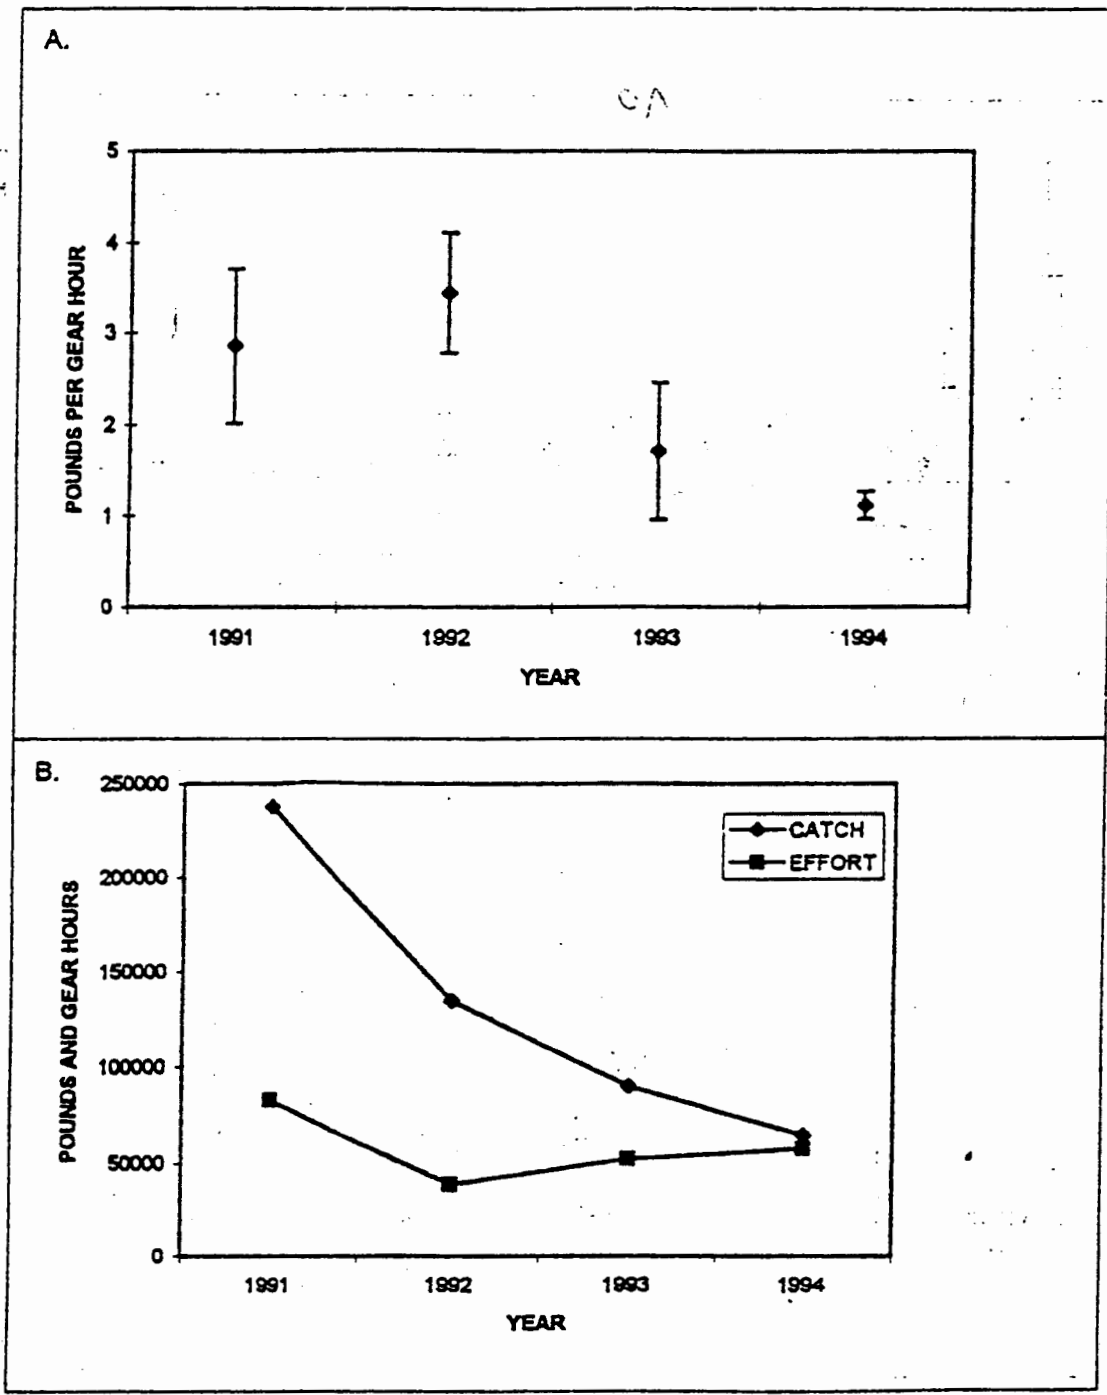 A.
5
4
3
2
1
0
POUNDS PER GEAR HOUR
1991 1992 1993 1994
YEAR
B.
250000
200000
150000
100000
50000
0
POUNDS AND GEAR HOURS
CATCH
EFFORT
1991 1992 1993 1994
YEAR